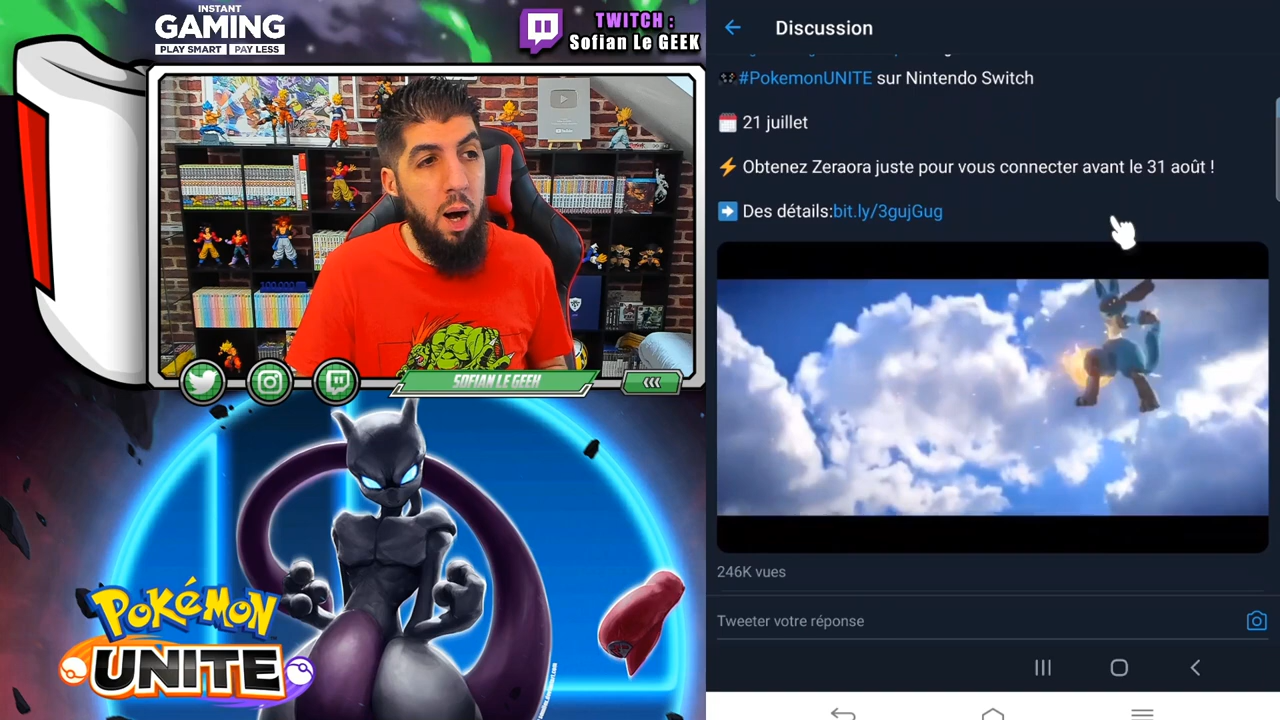 INSTANT
GAMING
PLAY SMART | PAY LESS
TWITCH :
Sofian Le GEEK
SOFIAN LE GEEK
POKéMON
UNITE
Discussion
#PokemonUNITE sur Nintendo Switch
21 juillet
Obtenez Zeraora juste pour vous connecter avant le 31 août !
Des détails:bit.ly/3gujGug
246K vues
Tweeter votre réponse